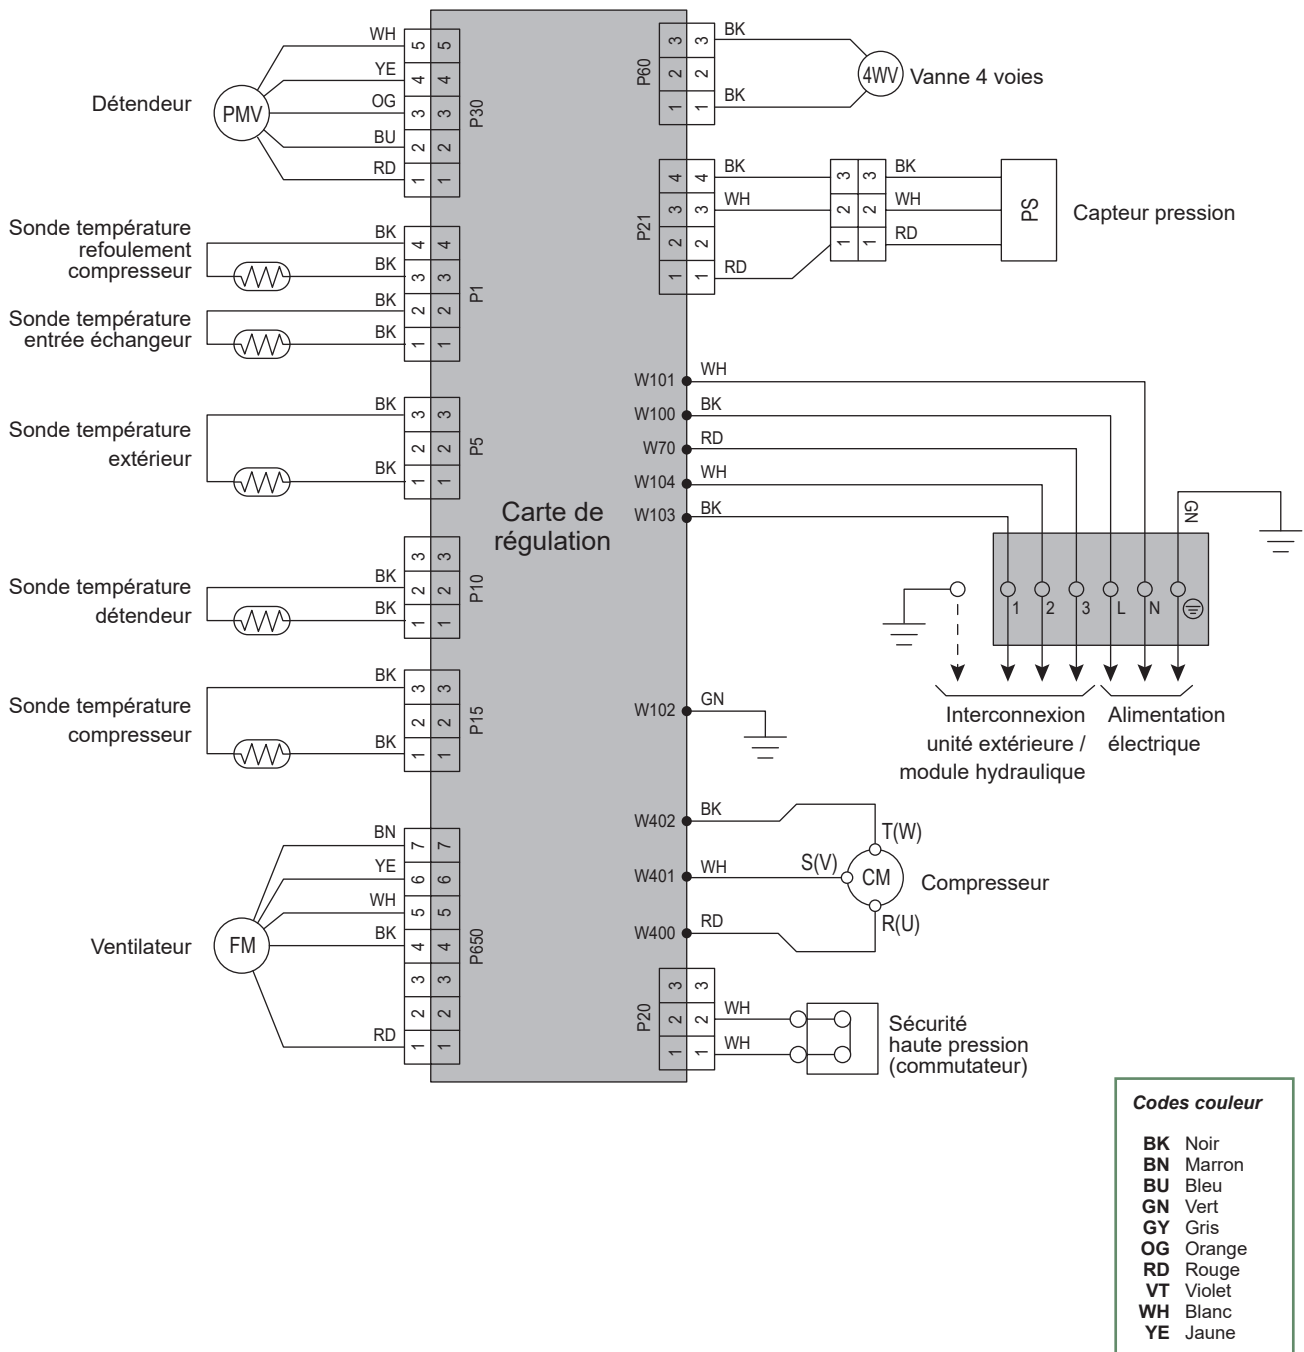 Détendeur
PMV
WH
YE
OG
BU
RD
5 5
4 4
3 3
2 2
1 1
P30
Sonde température
refoulement
compresseur
Sonde température
entrée échangeur
BK
BK
BK
BK
4 4
3 3
2 2
1 1
P1
Sonde température
extérieur
BK
BK
3 3
2 2
1 1
P5
Sonde température
détendeur
BK
BK
3 3
2 2
1 1
P10
Sonde température
compresseur
BK
BK
3 3
2 2
1 1
P15
Ventilateur
FM
BN
YE
WH
BK
RD
7 7
6 6
5 5
4 4
3 3
2 2
1 1
P650
Carte de
régulation
P60
3 3
2 2
1 1
BK
BK
4WV
Vanne 4 voies
P21
4 4
3 3
2 2
1 1
BK
WH
RD
3 3
2 2
1 1
BK
WH
RD
PS
Capteur pression
W101 WH
W100 BK
W70 RD
W104 WH
W103 BK
GN
1 2 3 L N
Interconnexion
unité extérieure /
module hydraulique
Alimentation
électrique
W102 GN
W402 BK
W401 WH
W400 RD
T(W)
S(V)
CM
R(U)
Compresseur
P20
3 3
2 2
1 1
WH
WH
Sécurité
haute pression
(commutateur)
Codes couleur
BK Noir
BN Marron
BU Bleu
GN Vert
GY Gris
OG Orange
RD Rouge
VT Violet
WH Blanc
YE Jaune